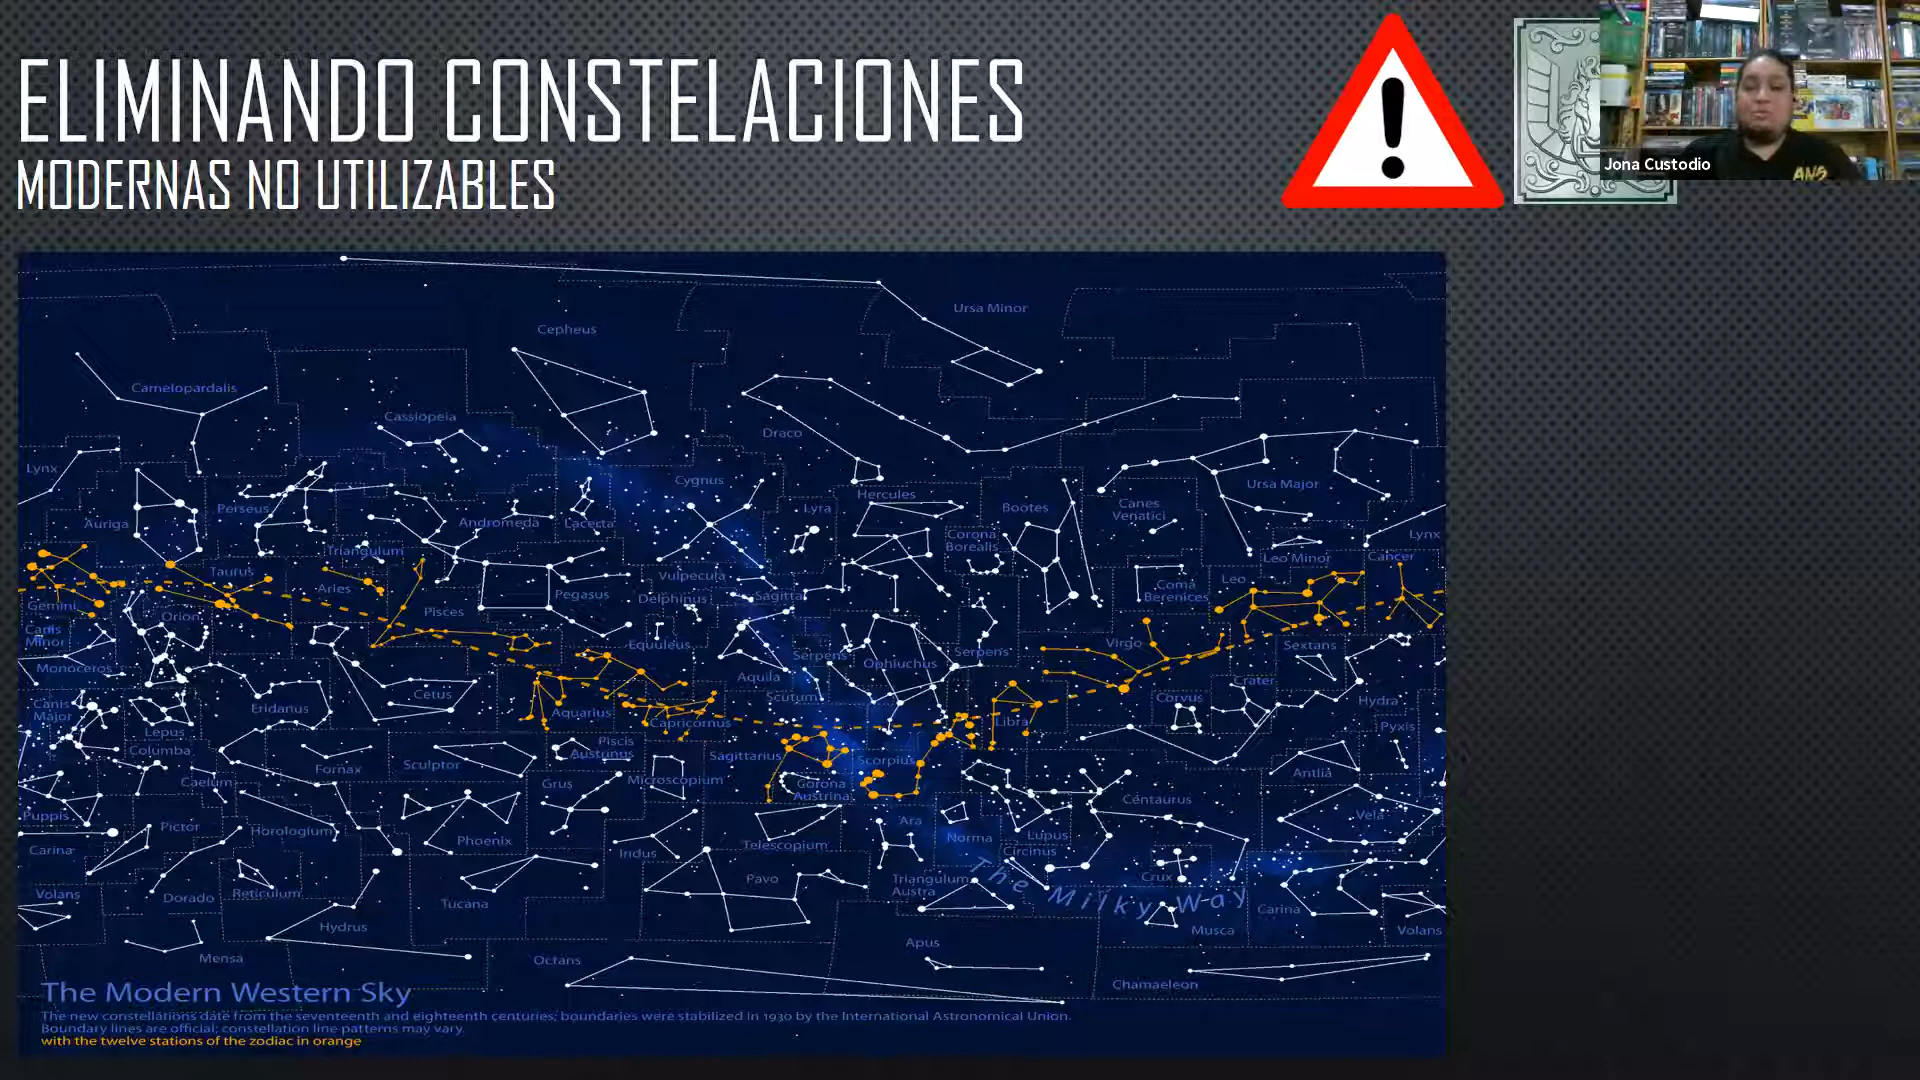 ELIMINANDO CONSTELACIONES
MODERNAS NO UTILIZABLES
Jona Custodio
ANS
Ursa Minor
Cepheus
Camelopardalis
Cassiopeia
Draco
Lynx
Cygnus
Hercules
Ursa Major
Auriga
Perseus
Andromeda
Lacerta
Lyra
Bootes
Canes
Venatici
Corona
Borealis
Lynx
Triangulum
Leo Minor
Cancer
Taurus
Aries
Vulpecula
Leo
Gemini
Pisces
Pegasus
Delphinus
Sagitta
Coma
Berenices
Orion
Canis
Minor
Equuleus
Serpens
Ophiuchus
Serpens
Virgo
Sextans
Monoceros
Cetus
Aquila
Scutum
Crater
Corvus
Hydra
Canis
Major
Eridanus
Aquarius
Capricornus
Libra
Pyxis
Lepus
Columba
Piscis
Austrinus
Sagittarius
Scorpius
Fornax
Sculptor
Caelum
Grus
Microscopium
Corona
Austrina
Antlia
Centaurus
Puppis
Pictor
Horologium
Phoenix
Ara
Norma
Lupus
Vela
Carina
Indus
Telescopium
Circinus
Volans
Dorado
Reticulum
Tucana
Pavo
Triangulum
Austra
Crux
The Milky Way
Carina
Hydrus
Musca
Volans
Mensa
Octans
Apus
Chamaeleon
The Modern Western Sky
The new constellations date from the seventeenth and eighteenth centuries; boundaries were stabilized in 1930 by the International Astronomical Union.
Boundary lines are official; constellation line patterns may vary.
with the twelve stations of the zodiac in orange